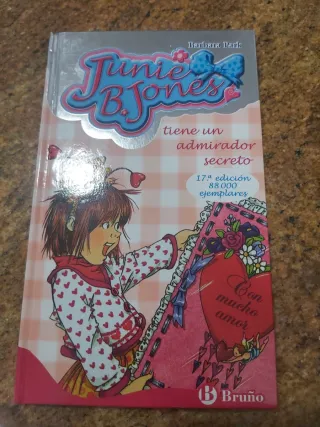 Barbara Park
Junie
B. Jones
tiene un
admirador
secreto
17.ª edición
88 000
ejemplares
Con
mucho
amor
B Bruño